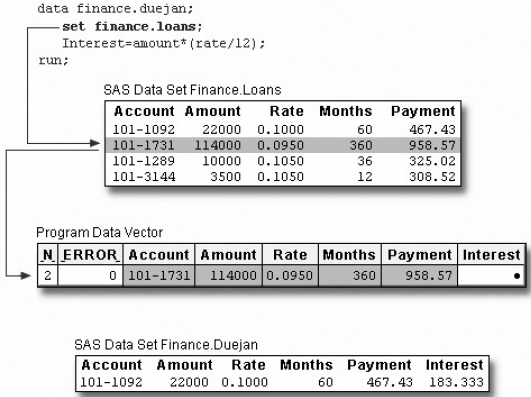 data finance.duejan;
set finance.loans;
Interest=amount*(rate/12);
run;
SAS Data Set Finance.Loans
Account Amount Rate Months Payment
101-1092 22000 0.1000 60 467.43
101-1731 114000 0.0950 360 958.57
101-1289 10000 0.1050 36 325.02
101-3144 3500 0.1050 12 308.52
Program Data Vector
_N_ _ERROR_ Account Amount Rate Months Payment Interest
2 0 101-1731 114000 0.0950 360 958.57 •
SAS Data Set Finance.Duejan
Account Amount Rate Months Payment Interest
101-1092 22000 0.1000 60 467.43 183.333